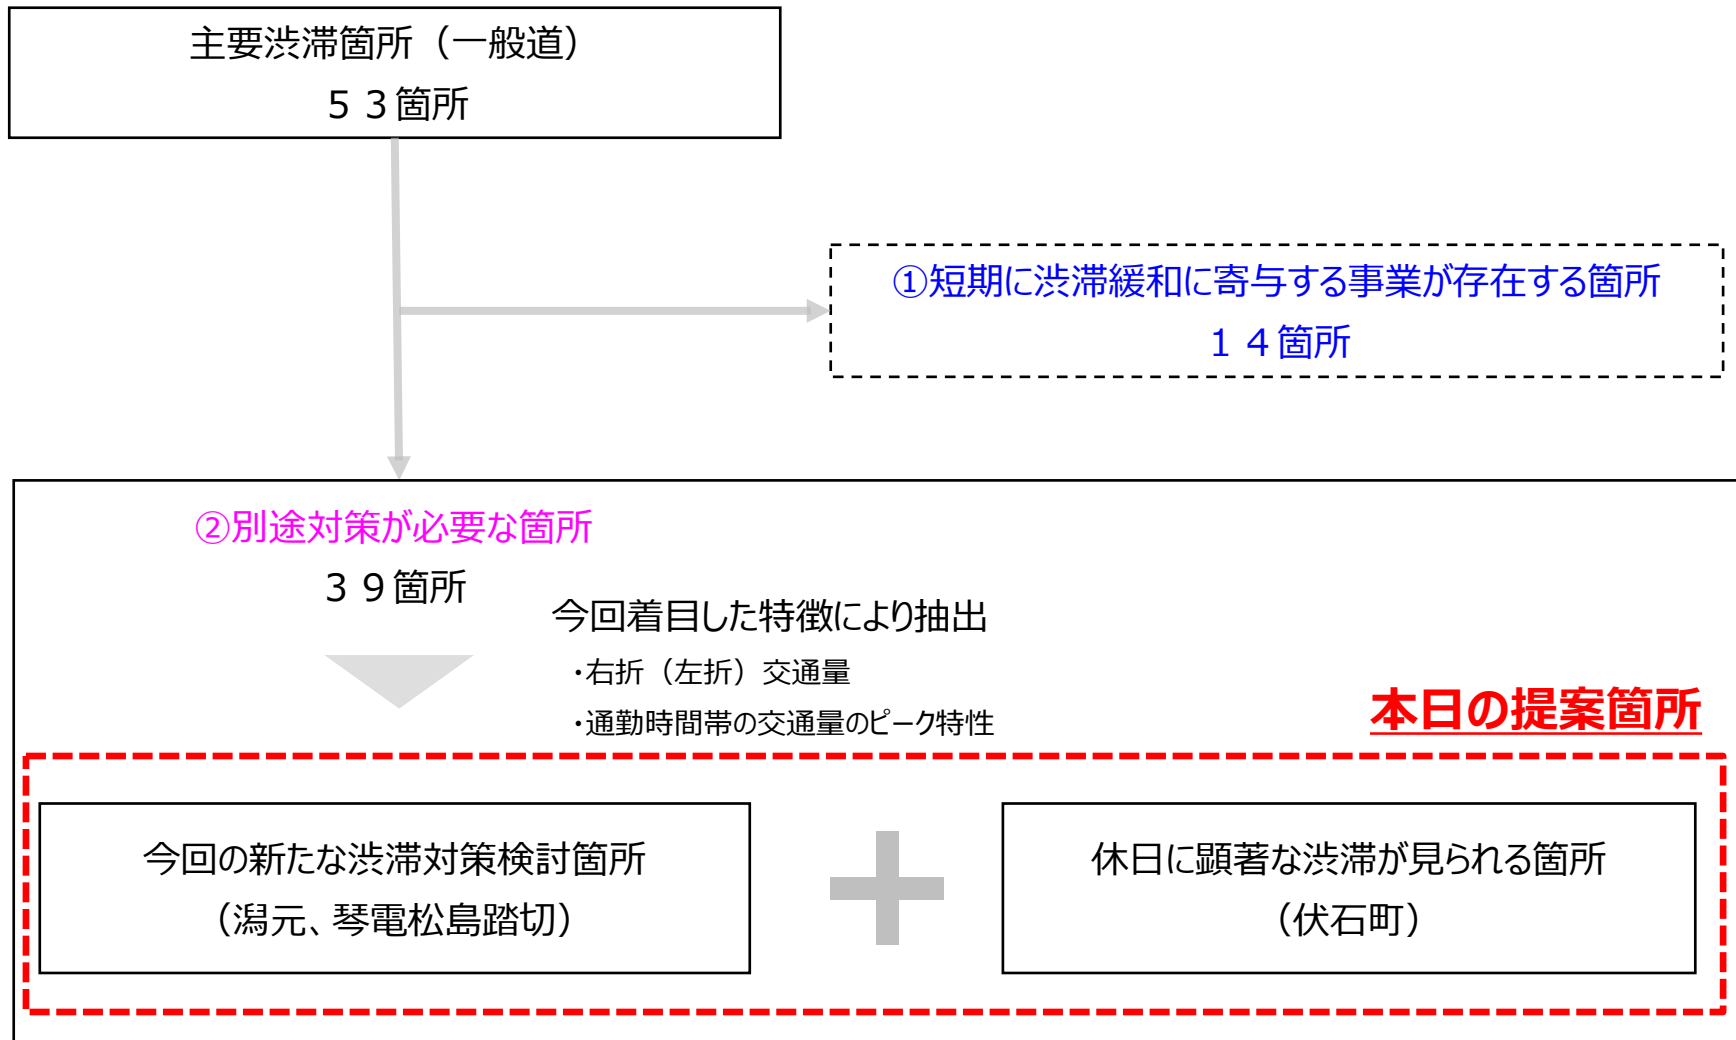 主要渋滞箇所（一般道）
５３箇所
①短期に渋滞緩和に寄与する事業が存在する箇所
１４箇所
②別途対策が必要な箇所
３９箇所
今回着目した特徴により抽出
・右折（左折）交通量
・通勤時間帯の交通量のピーク特性
本日の提案箇所
今回の新たな渋滞対策検討箇所
（潟元、琴電松島踏切）
休日に顕著な渋滞が見られる箇所
（伏石町）